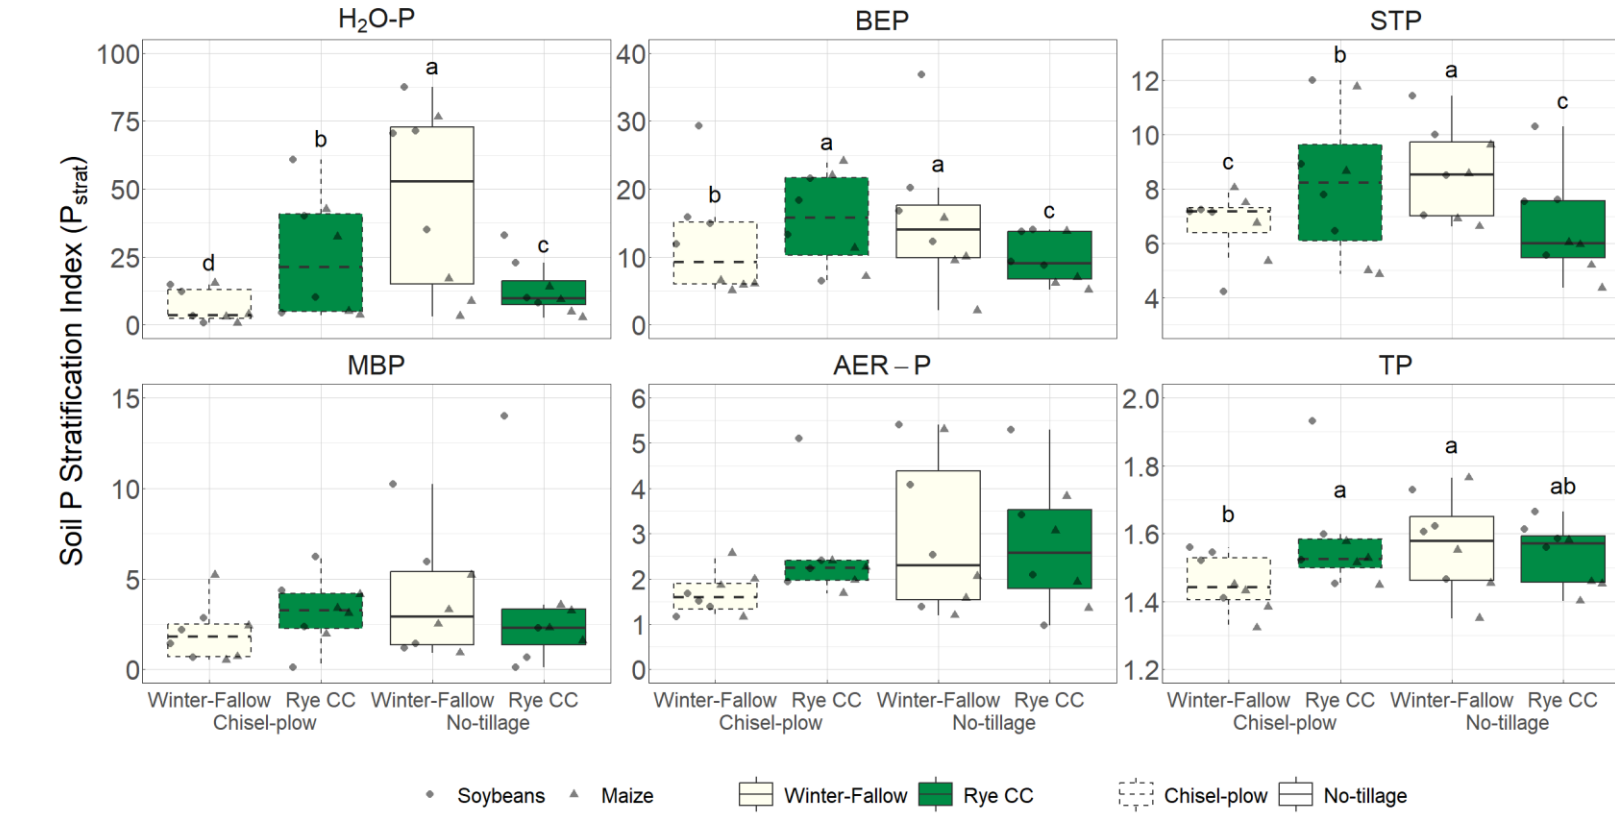 H₂O-P
BEP
STP
Soil P Stratification Index (Pstrat)
100
75
50
25
0
a
b
c
d
40
30
20
10
0
b
a
a
c
12
10
8
6
4
c
b
a
c
MBP
AER – P
TP
15
10
5
0
6
5
4
3
2
1
0
2.0
1.8
1.6
1.4
1.2
b
a
a
ab
Winter-Fallow Rye CC Winter-Fallow Rye CC
Chisel-plow No-tillage
Winter-Fallow Rye CC Winter-Fallow Rye CC
Chisel-plow No-tillage
Winter-Fallow Rye CC Winter-Fallow Rye CC
Chisel-plow No-tillage
Soybeans Maize Winter-Fallow Rye CC Chisel-plow No-tillage